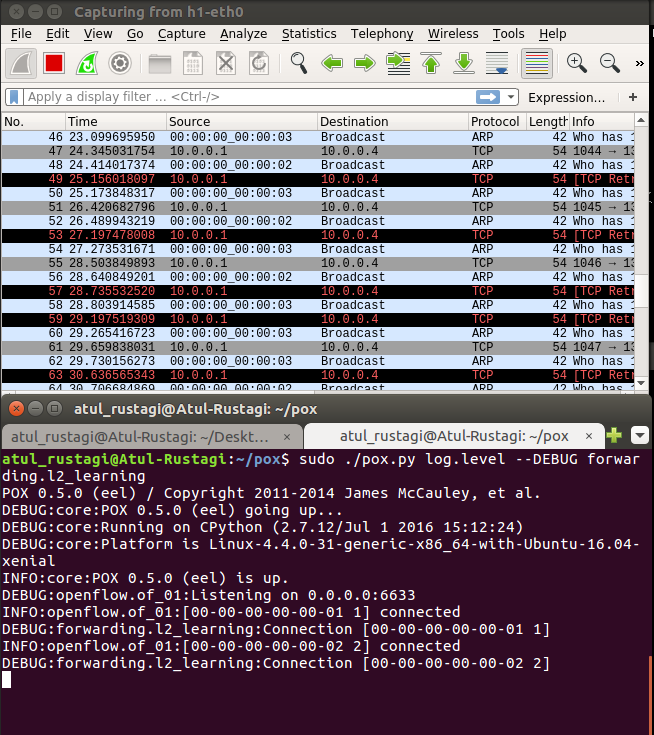 Capturing from h1-eth0
File Edit View Go Capture Analyze Statistics Telephony Wireless Tools Help
Apply a display filter ... <Ctrl-/> Expression... +
No. Time Source Destination Protocol Length Info
46 23.099695950 00:00:00_00:00:03 Broadcast ARP 42 Who has 1
47 24.345031754 10.0.0.1 10.0.0.4 TCP 54 1044 → 13
48 24.414017374 00:00:00_00:00:02 Broadcast ARP 42 Who has 1
49 25.156018097 10.0.0.1 10.0.0.4 TCP 54 [TCP Retr
50 25.173848317 00:00:00_00:00:03 Broadcast ARP 42 Who has 1
51 26.420682796 10.0.0.1 10.0.0.4 TCP 54 1045 → 13
52 26.489943219 00:00:00_00:00:02 Broadcast ARP 42 Who has 1
53 27.197478008 10.0.0.1 10.0.0.4 TCP 54 [TCP Retr
54 27.273531671 00:00:00_00:00:03 Broadcast ARP 42 Who has 1
55 28.503849893 10.0.0.1 10.0.0.4 TCP 54 1046 → 13
56 28.640849201 00:00:00_00:00:02 Broadcast ARP 42 Who has 1
57 28.735532520 10.0.0.1 10.0.0.4 TCP 54 [TCP Retr
58 28.803914585 00:00:00_00:00:03 Broadcast ARP 42 Who has 1
59 29.197519309 10.0.0.1 10.0.0.4 TCP 54 [TCP Retr
60 29.265416723 00:00:00_00:00:03 Broadcast ARP 42 Who has 1
61 29.659838031 10.0.0.1 10.0.0.4 TCP 54 1047 → 13
62 29.730156273 00:00:00_00:00:03 Broadcast ARP 42 Who has 1
63 30.636565343 10.0.0.1 10.0.0.4 TCP 54 [TCP Retr
64 30.706684869 00:00:00_00:00:02 Broadcast ARP 42 Who has 1
atul_rustagi@Atul-Rustagi: ~/pox
atul_rustagi@Atul-Rustagi: ~/Deskt... × atul_rustagi@Atul-Rustagi: ~/pox ×
atul_rustagi@Atul-Rustagi:~/pox$ sudo ./pox.py log.level --DEBUG forwar
ding.l2_learning
POX 0.5.0 (eel) / Copyright 2011-2014 James McCauley, et al.
DEBUG:core:POX 0.5.0 (eel) going up...
DEBUG:core:Running on CPython (2.7.12/Jul 1 2016 15:12:24)
DEBUG:core:Platform is Linux-4.4.0-31-generic-x86_64-with-Ubuntu-16.04-
xenial
INFO:core:POX 0.5.0 (eel) is up.
DEBUG:openflow.of_01:Listening on 0.0.0.0:6633
INFO:openflow.of_01:[00-00-00-00-00-01 1] connected
DEBUG:forwarding.l2_learning:Connection [00-00-00-00-00-01 1]
INFO:openflow.of_01:[00-00-00-00-00-02 2] connected
DEBUG:forwarding.l2_learning:Connection [00-00-00-00-00-02 2]